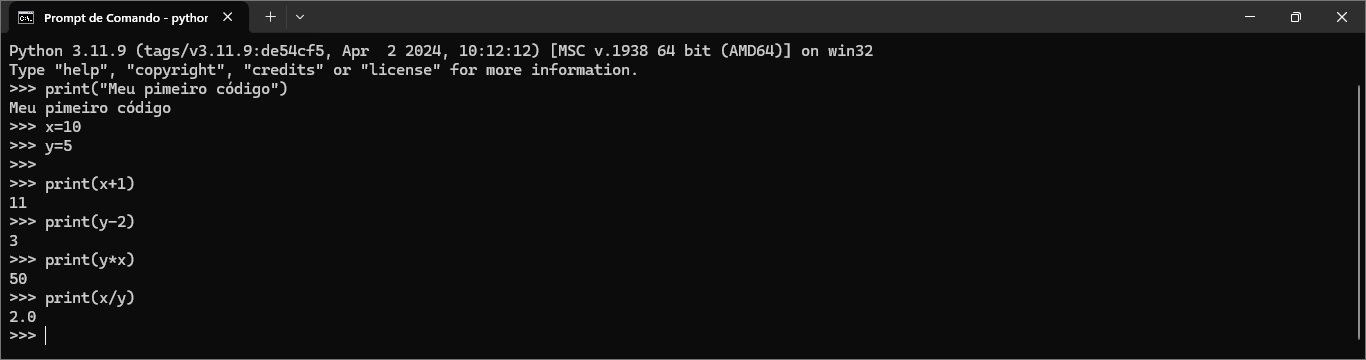 Prompt de Comando - python
Python 3.11.9 (tags/v3.11.9:de54cf5, Apr  2 2024, 10:12:12) [MSC v.1938 64 bit (AMD64)] on win32
Type "help", "copyright", "credits" or "license" for more information.
>>> print("Meu pimeiro código")
Meu pimeiro código
>>> x=10
>>> y=5
>>>
>>> print(x+1)
11
>>> print(y-2)
3
>>> print(y*x)
50
>>> print(x/y)
2.0
>>>